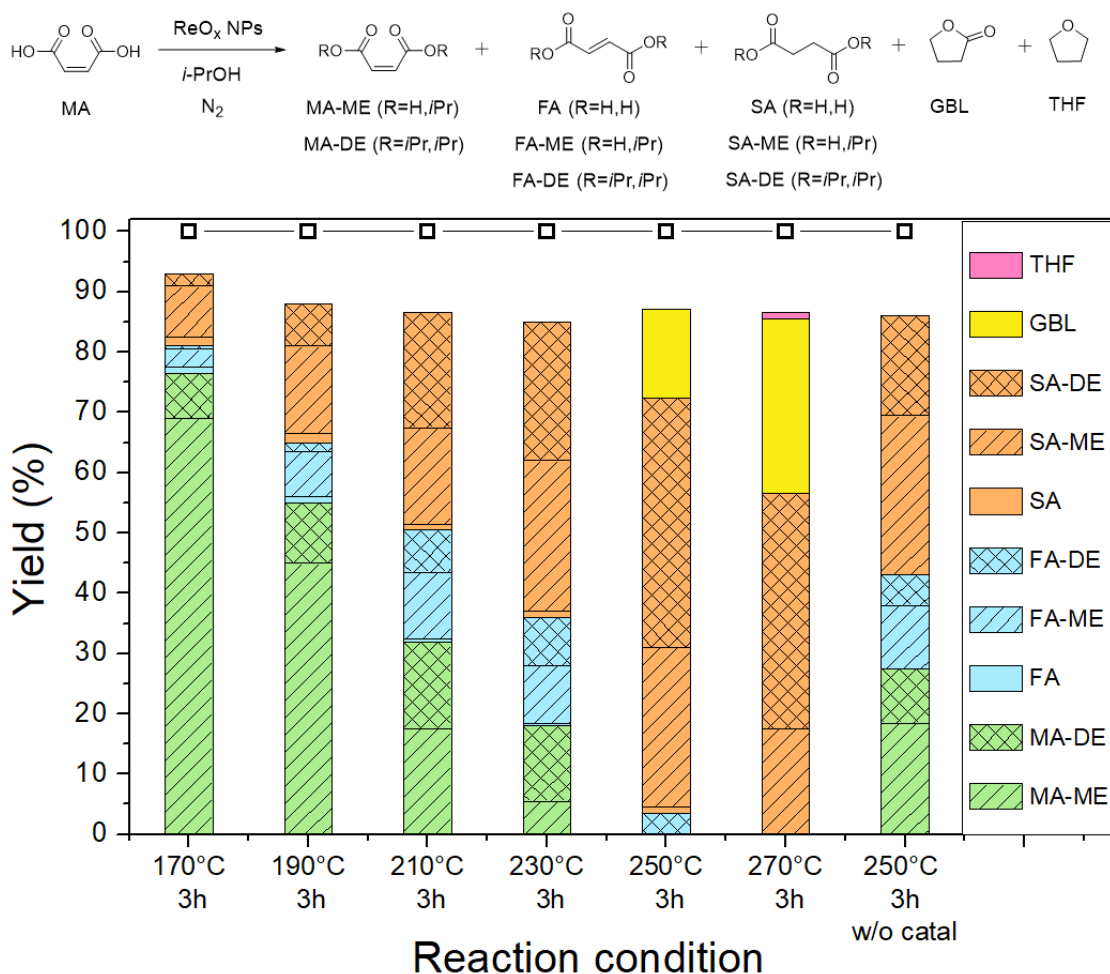 HO O O OH
MA
ReOx NPs
i-PrOH
N2
RO O O OR
MA-ME (R=H,iPr)
MA-DE (R=iPr,iPr)
+
RO O O OR
FA (R=H,H)
FA-ME (R=H,iPr)
FA-DE (R=iPr,iPr)
+
RO O O OR
SA (R=H,H)
SA-ME (R=H,iPr)
SA-DE (R=iPr,iPr)
+
O O
GBL
+
O
THF
Yield (%)
100
90
80
70
60
50
40
30
20
10
0
170°C
3h
190°C
3h
210°C
3h
230°C
3h
250°C
3h
270°C
3h
250°C
3h
w/o catal
Reaction condition
THF
GBL
SA-DE
SA-ME
SA
FA-DE
FA-ME
FA
MA-DE
MA-ME